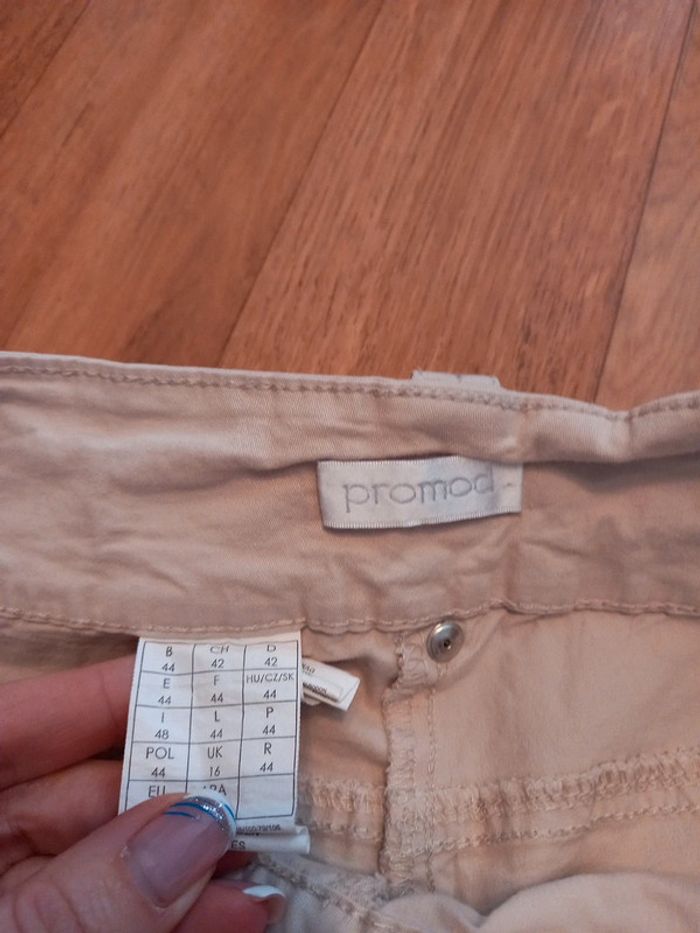 promod
B CH D
44 42 42
E F HU/CZ/SK
44 44 44
I L P
48 44 44
POL UK R
44 16 44
EU
ES